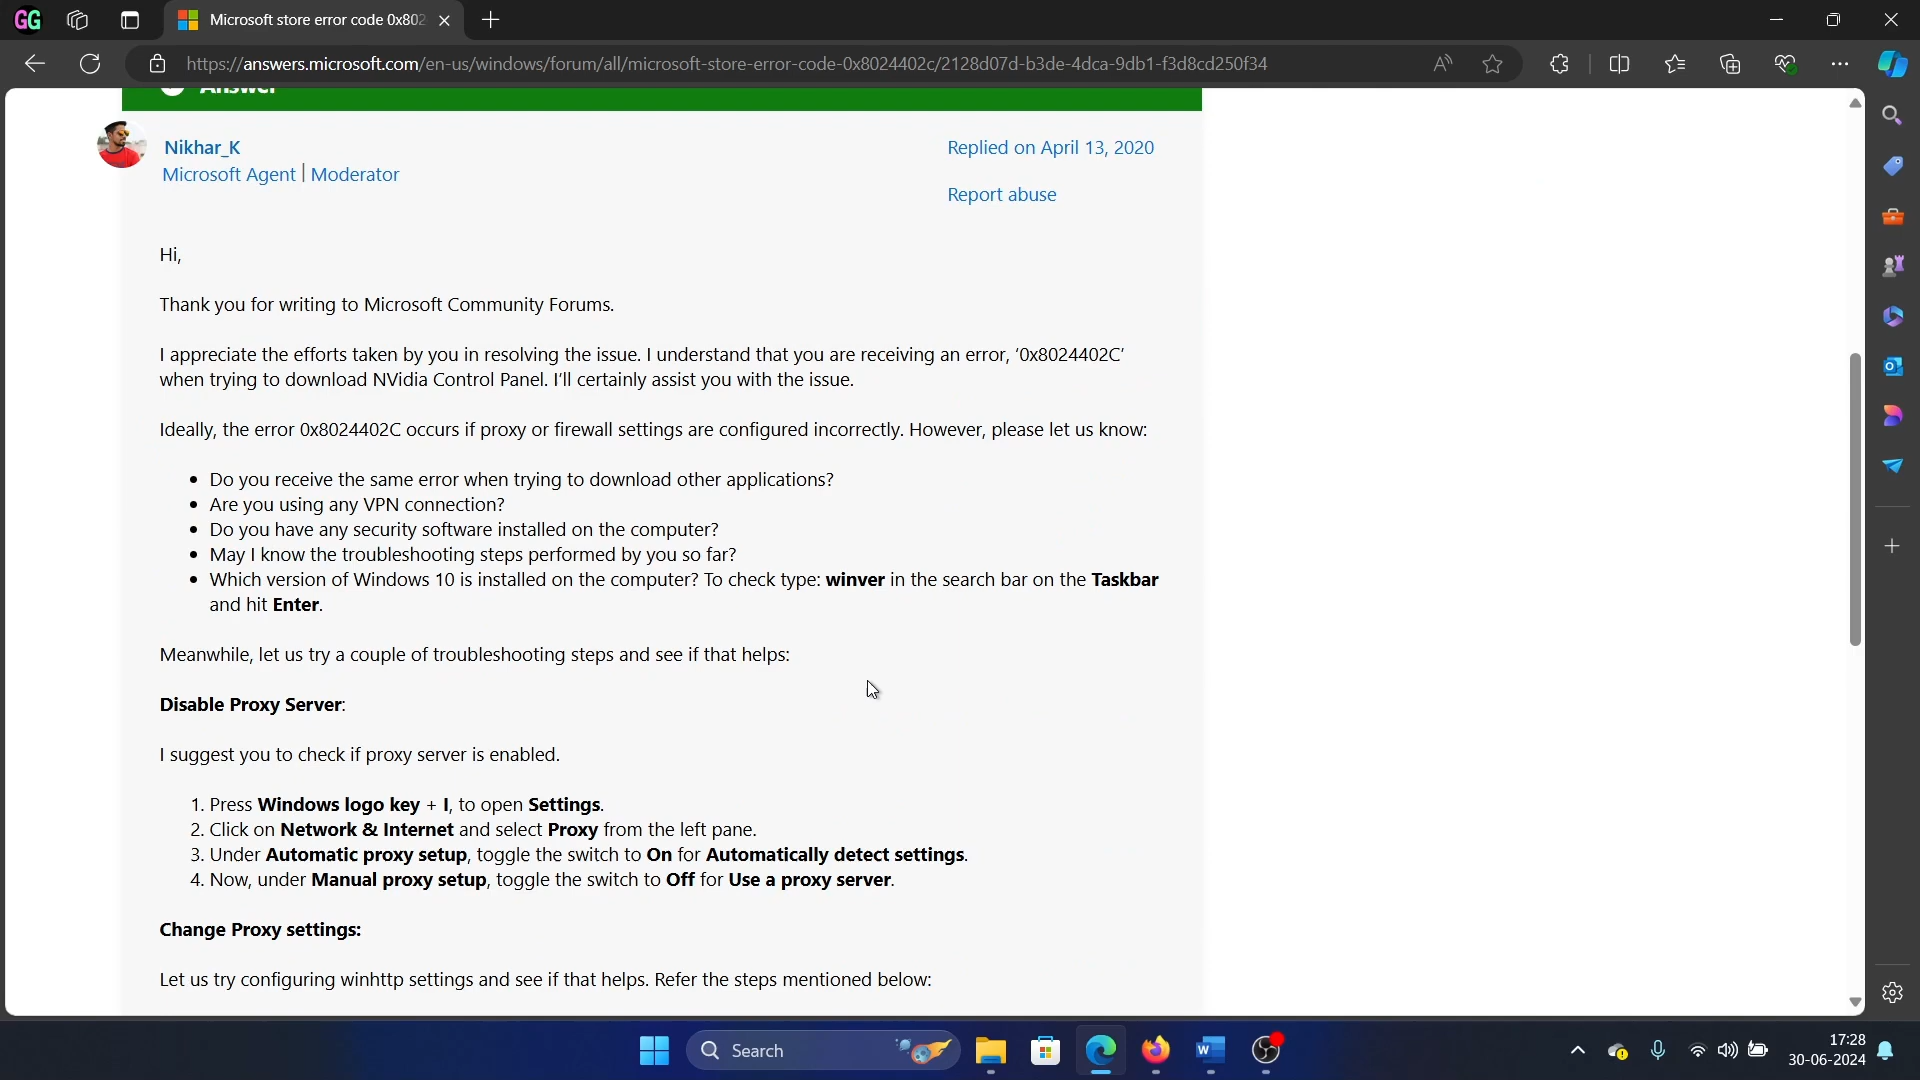 Microsoft store error code 0x802
https://answers.microsoft.com/en-us/windows/forum/all/microsoft-store-error-code-0x8024402c/2128d07d-b3de-4dca-9db1-f3d8cd250f34
Answer
Nikhar_K
Replied on April 13, 2020
Microsoft Agent | Moderator
Report abuse
Hi,
Thank you for writing to Microsoft Community Forums.
I appreciate the efforts taken by you in resolving the issue. I understand that you are receiving an error, '0x8024402C'
when trying to download NVidia Control Panel. I'll certainly assist you with the issue.
Ideally, the error 0x8024402C occurs if proxy or firewall settings are configured incorrectly. However, please let us know:
• Do you receive the same error when trying to download other applications?
• Are you using any VPN connection?
• Do you have any security software installed on the computer?
• May I know the troubleshooting steps performed by you so far?
• Which version of Windows 10 is installed on the computer? To check type: winver in the search bar on the Taskbar
and hit Enter.
Meanwhile, let us try a couple of troubleshooting steps and see if that helps:
Disable Proxy Server:
I suggest you to check if proxy server is enabled.
1. Press Windows logo key + I, to open Settings.
2. Click on Network & Internet and select Proxy from the left pane.
3. Under Automatic proxy setup, toggle the switch to On for Automatically detect settings.
4. Now, under Manual proxy setup, toggle the switch to Off for Use a proxy server.
Change Proxy settings:
Let us try configuring winhttp settings and see if that helps. Refer the steps mentioned below:
Search
17:28
30-06-2024